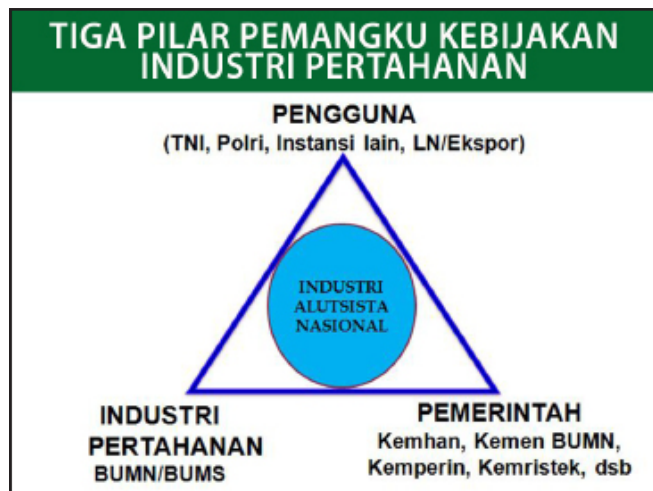 TIGA PILAR PEMANGKU KEBIJAKAN
INDUSTRI PERTAHANAN
PENGGUNA
(TNI, Polri, Instansi lain, LN/Ekspor)
INDUSTRI
ALUTSISTA
NASIONAL
INDUSTRI
PERTAHANAN
BUMN/BUMS
PEMERINTAH
Kemhan, Kemen BUMN,
Kemperin, Kemristek, dsb